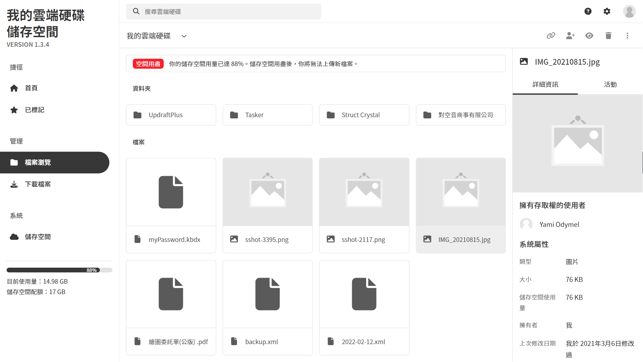 我的雲端硬碟
儲存空間
VERSION 1.3.4
捷徑
首頁
已標記
管理
檔案瀏覽
下載檔案
系統
儲存空間
88%
目前使用量：14.98 GB
儲存空間配額：17 GB
搜尋雲端硬碟
我的雲端硬碟
空間用盡 你的儲存空間用量已達 88%。儲存空間用盡後，你將無法上傳新檔案。
資料夾
UpdraftPlus
Tasker
Struct Crystal
對空音商事有限公司
檔案
myPassword.kbdx
sshot-3395.png
sshot-2117.png
IMG_20210815.jpg
繪圖委託單(公版) .pdf
backup.xml
2022-02-12.xml
IMG_20210815.jpg
詳細資訊
活動
擁有存取權的使用者
Yami Odymel
系統屬性
類型 圖片
大小 76 KB
儲存空間使用量 76 KB
擁有者 我
上次修改日期 我於 2021年3月6日修改過